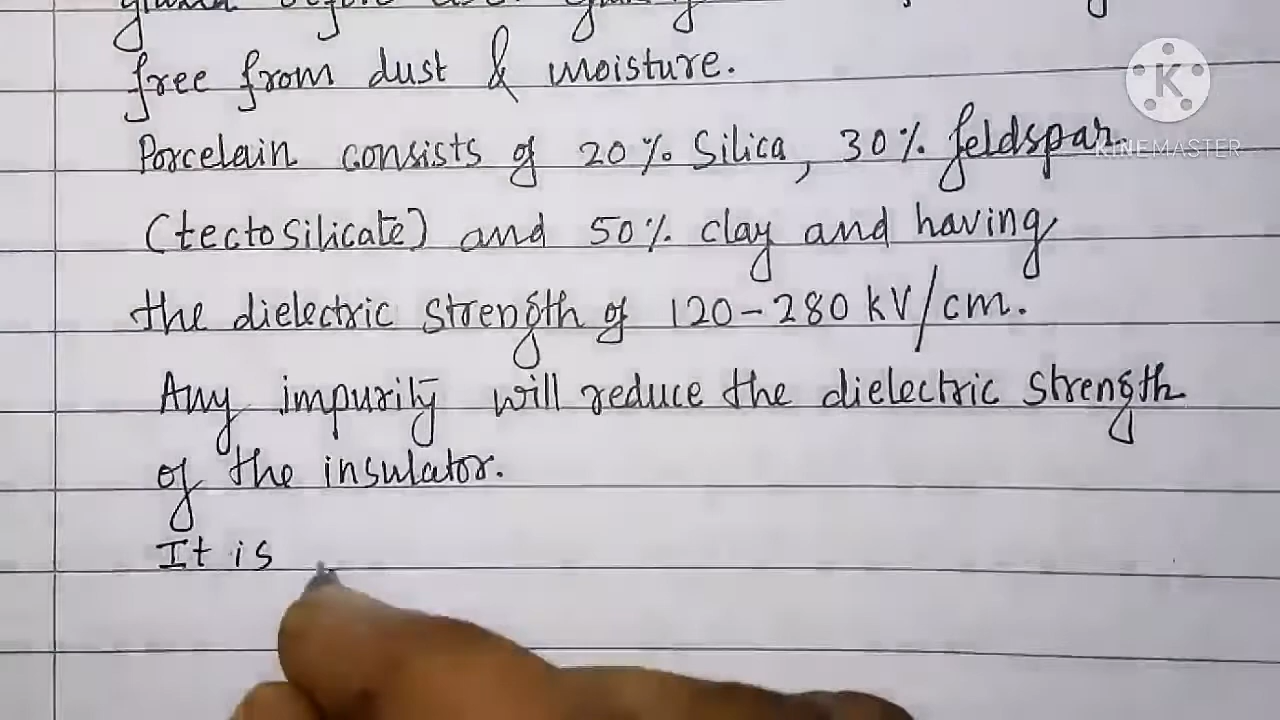 free from dust & moisture.
Porcelain consists of 20% Silica, 30% feldspar
(tectosilicate) and 50% clay and having
the dielectric strength of 120-280 kV/cm.
Any impurity will reduce the dielectric strength
of the insulator.
It is
K
KINEMASTER